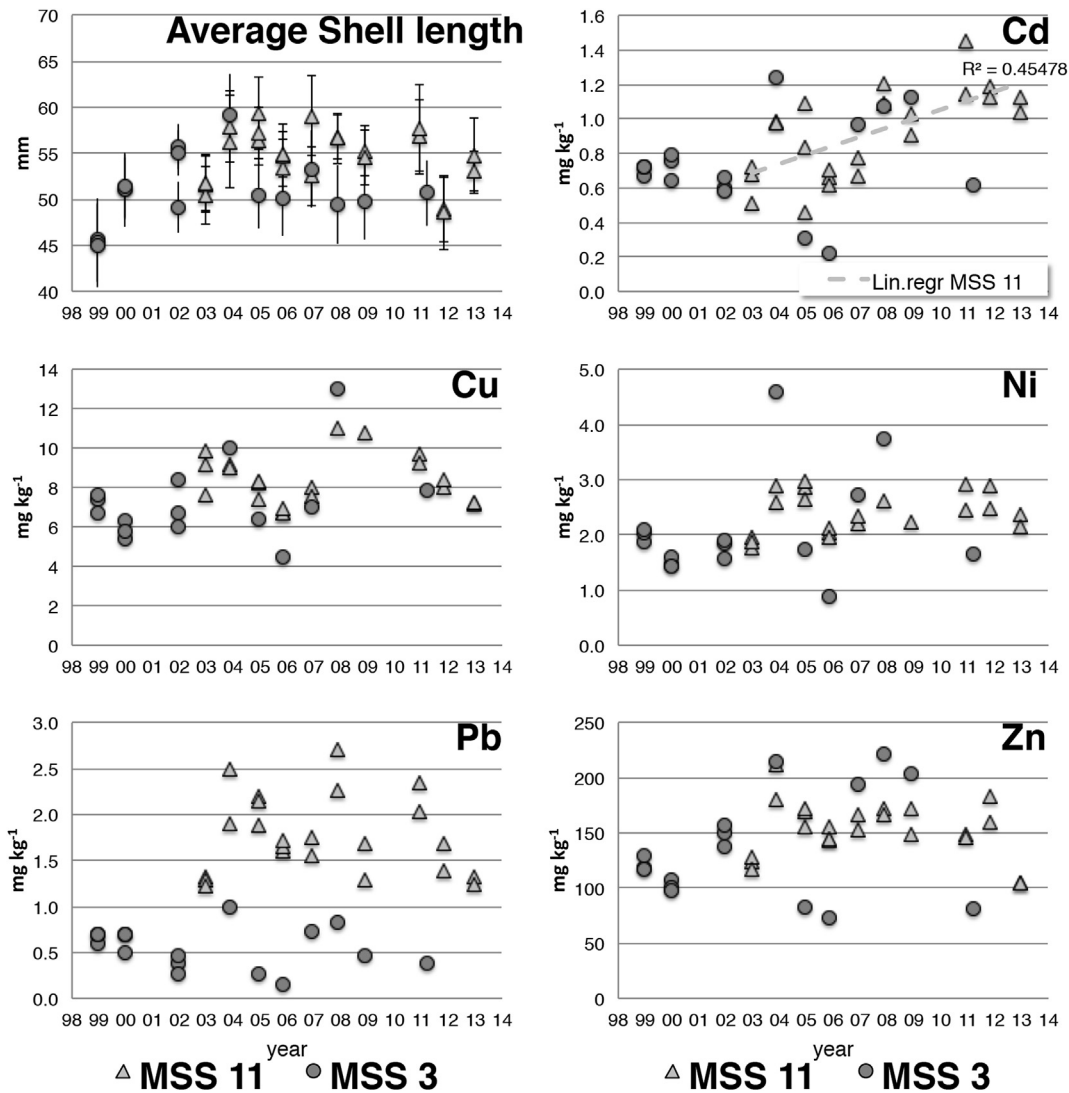 Average Shell length
70
65
60
55
50
45
40
mm
98 99 00 01 02 03 04 05 06 07 08 09 10 11 12 13 14
Cd
1.6
1.4
1.2
1.0
0.8
0.6
0.4
0.2
0.0
mg kg⁻¹
R² = 0.45478
Lin.regr MSS 11
98 99 00 01 02 03 04 05 06 07 08 09 10 11 12 13 14
Cu
14
12
10
8
6
4
2
0
mg kg⁻¹
98 99 00 01 02 03 04 05 06 07 08 09 10 11 12 13 14
Ni
5.0
4.0
3.0
2.0
1.0
0.0
mg kg⁻¹
98 99 00 01 02 03 04 05 06 07 08 09 10 11 12 13 14
Pb
3.0
2.5
2.0
1.5
1.0
0.5
0.0
mg kg⁻¹
98 99 00 01 02 03 04 05 06 07 08 09 10 11 12 13 14
year
MSS 11 MSS 3
Zn
250
200
150
100
50
0
mg kg⁻¹
98 99 00 01 02 03 04 05 06 07 08 09 10 11 12 13 14
year
MSS 11 MSS 3